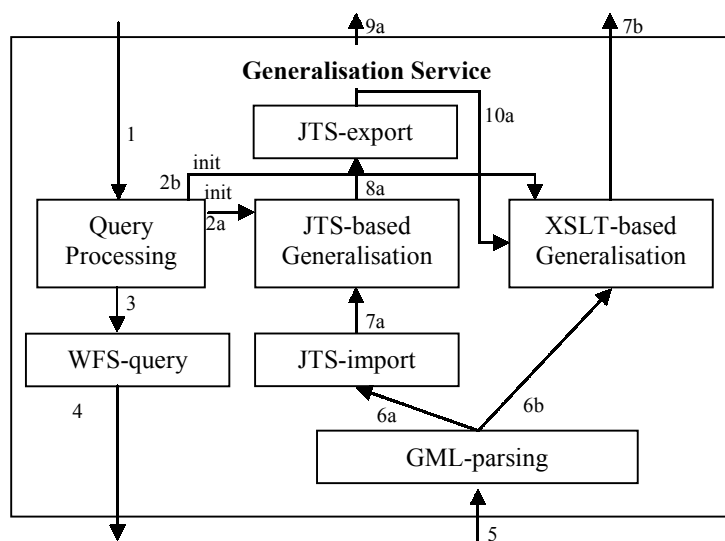 9a
7b
Generalisation Service
1
JTS-export
10a
init
2b
init
8a
2a
Query
Processing
JTS-based
Generalisation
XSLT-based
Generalisation
3
7a
WFS-query
JTS-import
4
6a
6b
GML-parsing
5